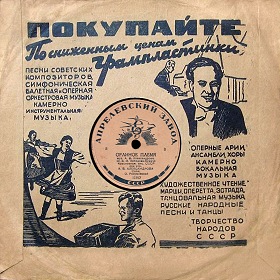 ПОКУПАЙТЕ
По сниженным ценам
Грампластинки
ПЕСНИ СОВЕТСКИХ
КОМПОЗИТОРОВ,
СИМФОНИЧЕСКАЯ
БАЛЕТНАЯ и ОПЕРНАЯ
ОРКЕСТРОВАЯ МУЗЫКА
КАМЕРНО
ИНСТРУМЕНТАЛЬНАЯ
МУЗЫКА.
АПРЕЛЕВСКИЙ ЗАВОД
СССР
ОПЕРНЫЕ АРИИ,
АНСАМБЛИ, ХОРЫ
КАМЕРНО
ВОКАЛЬНАЯ
МУЗЫКА
ХУДОЖЕСТВЕННОЕ ЧТЕНИЕ,
МАРШИ, ОПЕРЕТТА, ЭСТРАДА,
ТАНЦОВАЛЬНАЯ МУЗЫКА,
РУССКИЕ НАРОДНЫЕ
ПЕСНИ И ТАНЦЫ
ТВОРЧЕСТВО
НАРОДОВ
СССР